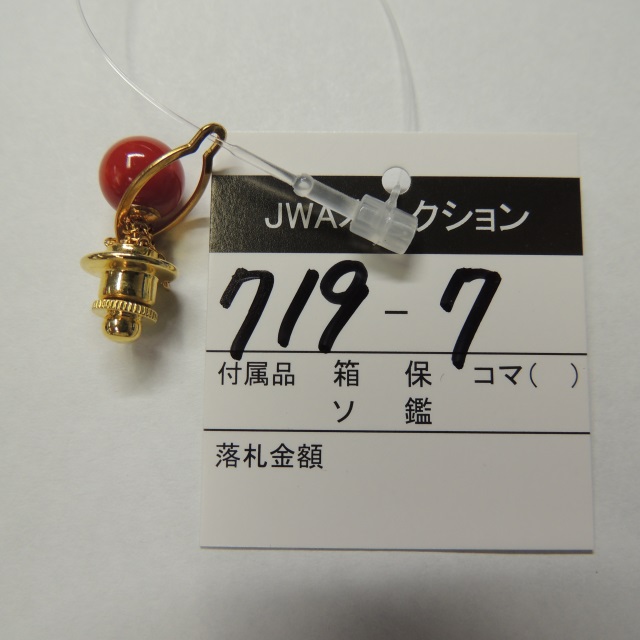 JWA クション
719-7
付属品 箱 保 コマ( )
ソ 鑑
落札金額